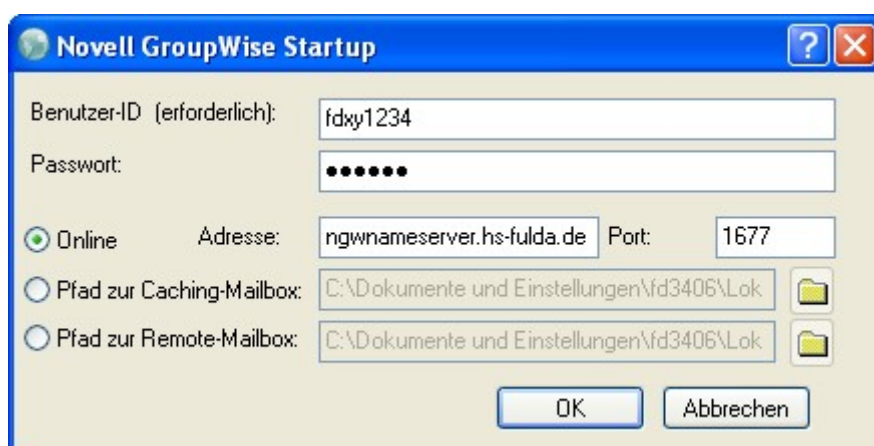 Novell GroupWise Startup
Benutzer-ID (erforderlich): fdxy1234
Passwort: ●●●●●●
Online Adresse: ngwnameserver.hs-fulda.de Port: 1677
Pfad zur Caching-Mailbox: C:\Dokumente und Einstellungen\fd3406\Lok
Pfad zur Remote-Mailbox: C:\Dokumente und Einstellungen\fd3406\Lok
OK Abbrechen